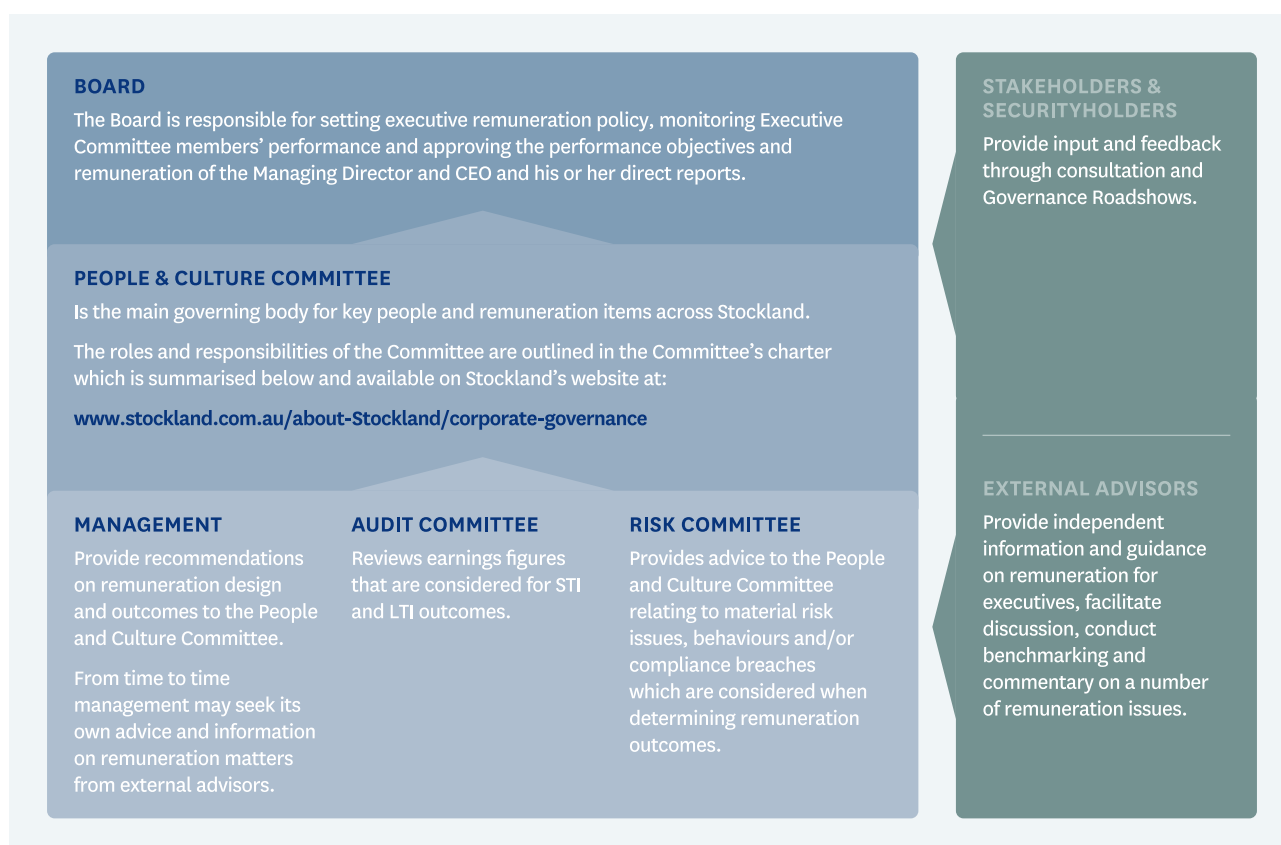 BOARD
The Board is responsible for setting executive remuneration policy, monitoring Executive
Committee members’ performance and approving the performance objectives and
remuneration of the Managing Director and CEO and his or her direct reports.
PEOPLE & CULTURE COMMITTEE
Is the main governing body for key people and remuneration items across Stockland.
The roles and responsibilities of the Committee are outlined in the Committee’s charter
which is summarised below and available on Stockland’s website at:
www.stockland.com.au/about-Stockland/corporate-governance
MANAGEMENT
Provide recommendations
on remuneration design
and outcomes to the People
and Culture Committee.
From time to time
management may seek its
own advice and information
on remuneration matters
from external advisors.
AUDIT COMMITTEE
Reviews earnings figures
that are considered for STI
and LTI outcomes.
RISK COMMITTEE
Provides advice to the People
and Culture Committee
relating to material risk
issues, behaviours and/or
compliance breaches
which are considered when
determining remuneration
outcomes.
STAKEHOLDERS &
SECURITYHOLDERS
Provide input and feedback
through consultation and
Governance Roadshows.
EXTERNAL ADVISORS
Provide independent
information and guidance
on remuneration for
executives, facilitate
discussion, conduct
benchmarking and
commentary on a number
of remuneration issues.